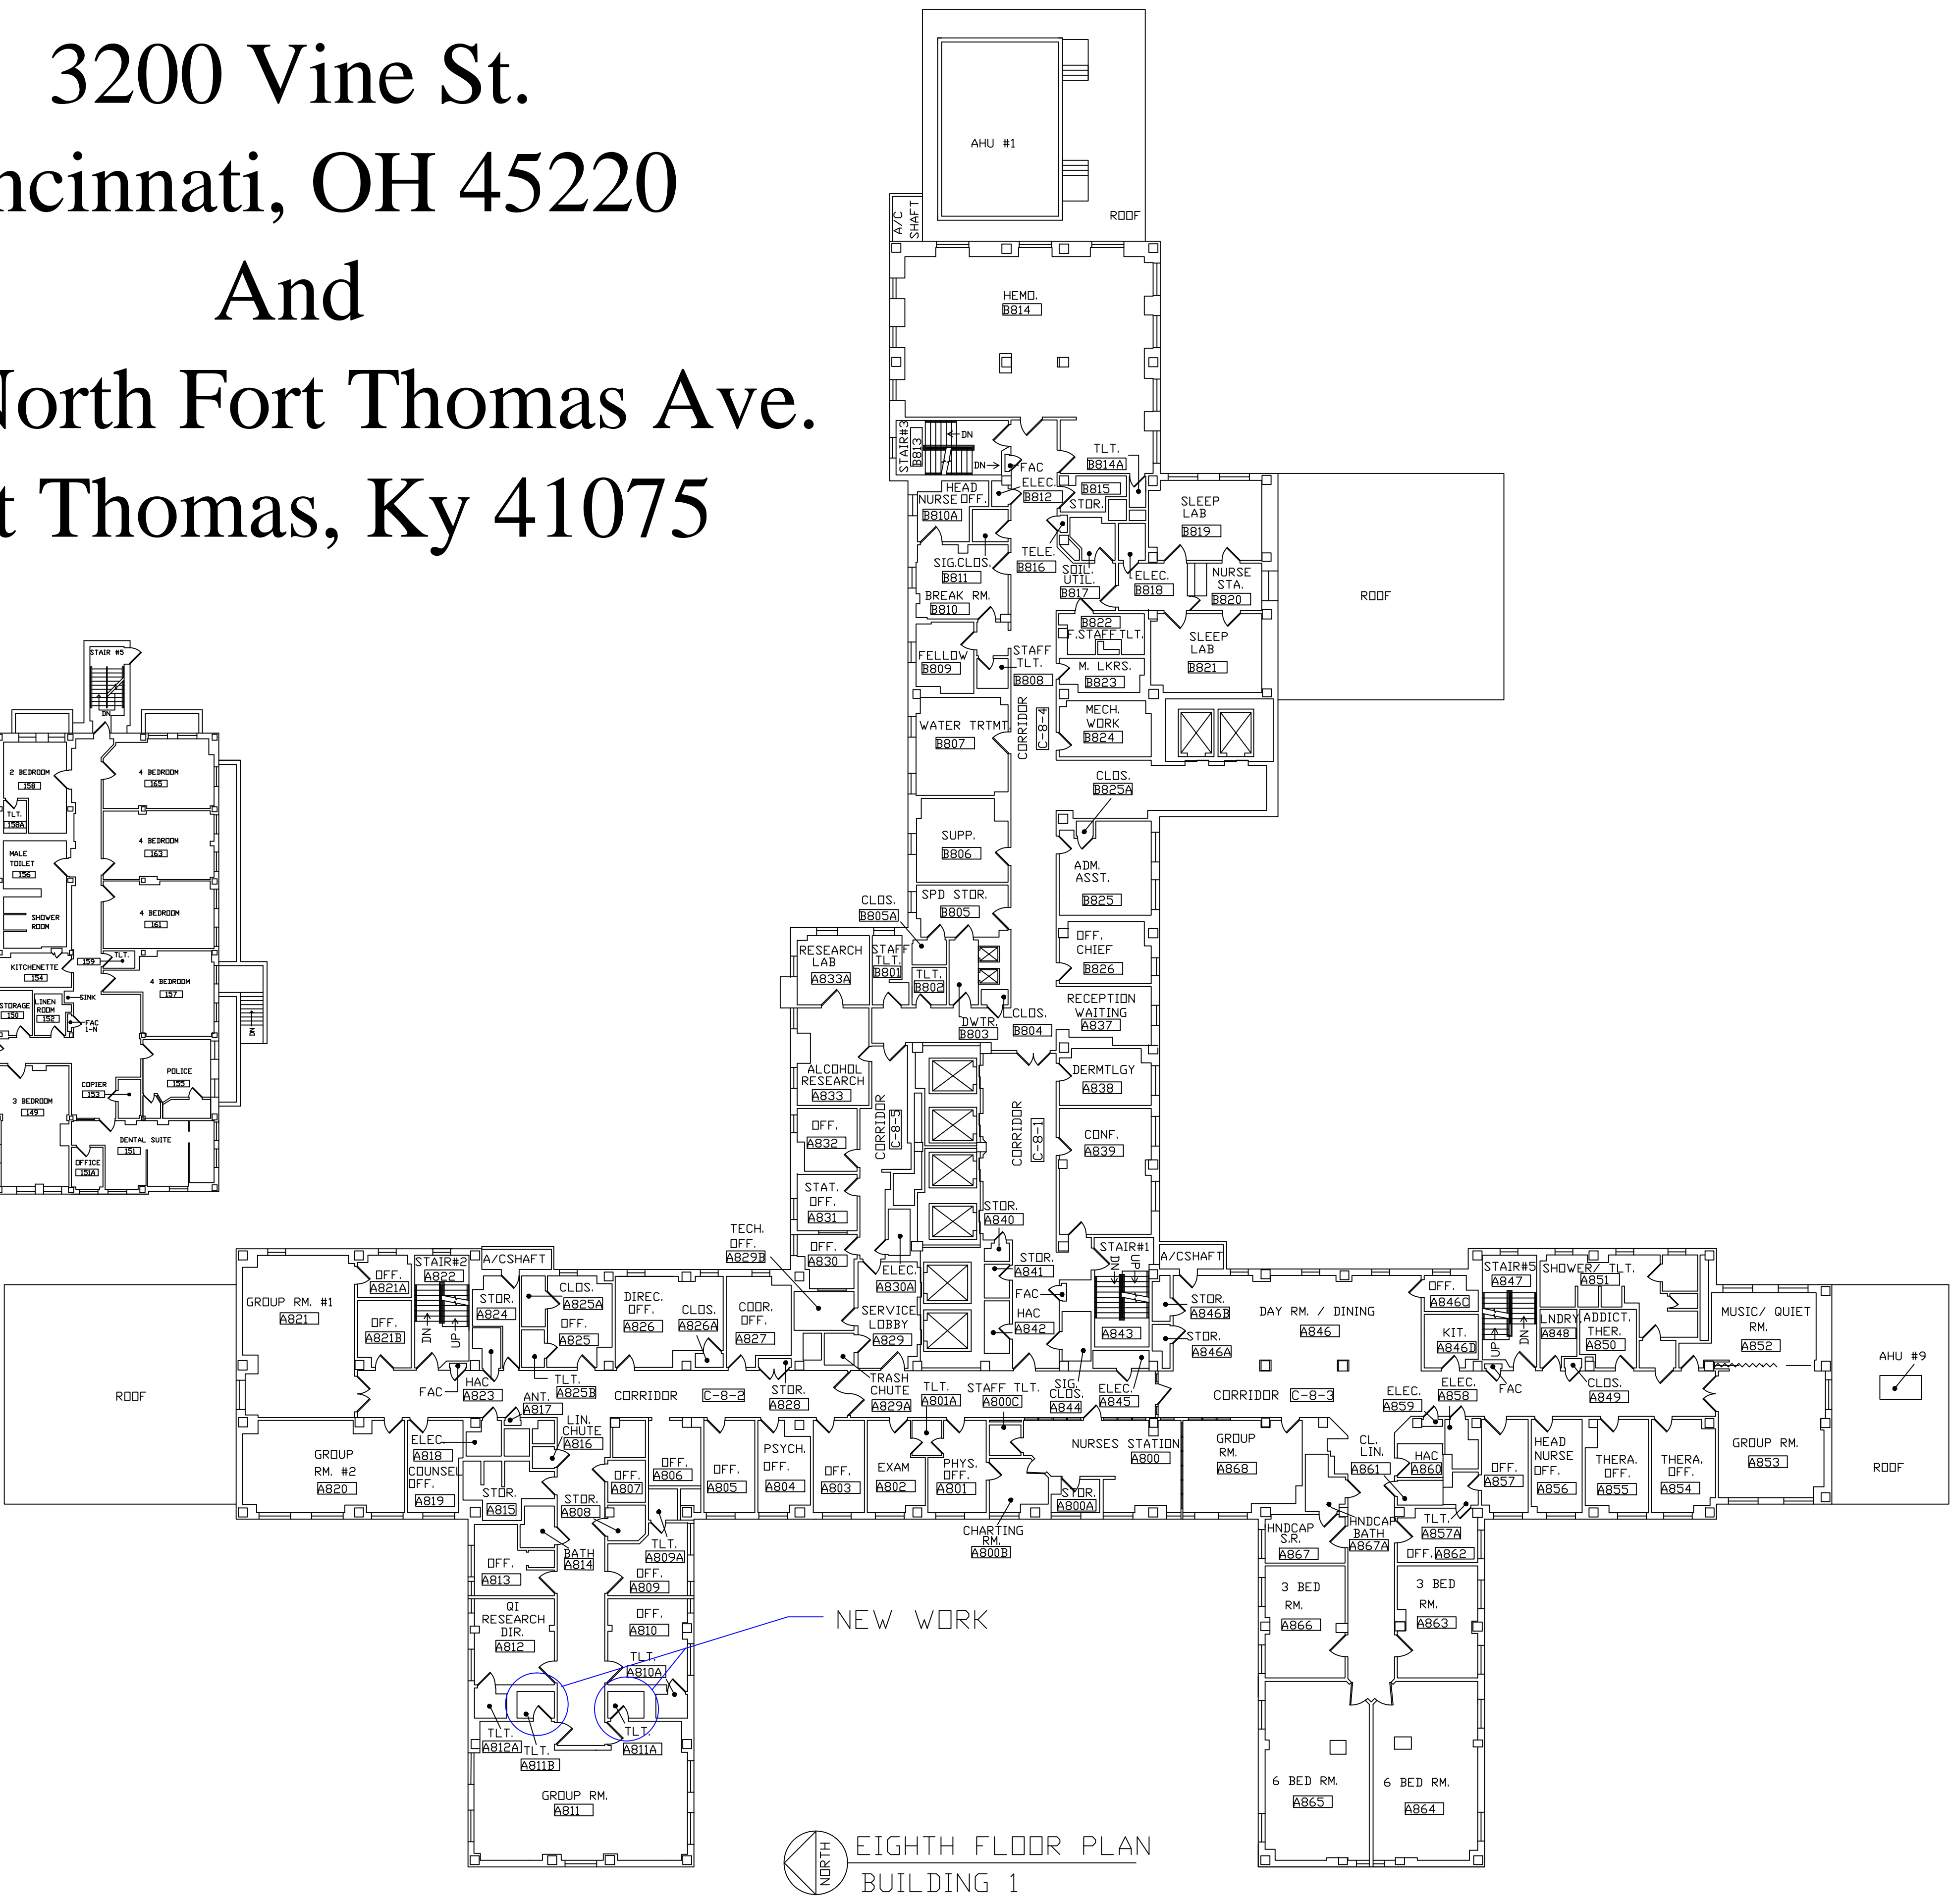 3200 Vine St.
ncinnati, OH 45220
And
North Fort Thomas Ave.
t Thomas, Ky 41075
AHU #1
ROOF
A/C
SHAFT
HEMO.
B814
STAIR#3
B813
DN
DN
FAC
TLT.
B814A
HEAD
NURSE OFF.
B810A
ELEC.
B812
B815
STOR.
SLEEP
LAB
B819
SIG.CLOS.
B811
TELE.
B816
SOIL.
UTIL.
B817
ELEC.
B818
NURSE
STA.
B820
BREAK RM.
B810
ROOF
B822
F.STAFF TLT.
SLEEP
LAB
B821
FELLOW
B809
STAFF
TLT.
B808
M. LKRS.
B823
WATER TRTMT
B807
CORRIDOR
C-8-4
MECH.
WORK
B824
CLOS.
B825A
SUPP.
B806
ADM.
ASST.
B825
CLOS.
B805A
SPD STOR.
B805
OFF.
CHIEF
B826
RESEARCH
LAB
A833A
STAFF
TLT.
B801
TLT.
B802
DWTR.
B803
CLOS.
B804
RECEPTION
WAITING
A837
ALCOHOL
RESEARCH
A833
DERMTLGY
A838
OFF.
A832
CORRIDOR
C-8-5
CORRIDOR
C-8-1
CONF.
A839
STAT.
OFF.
A831
STOR.
A840
TECH.
OFF.
A829B
OFF.
A830
ELEC.
A830A
STOR.
A841
STAIR#1
DN
UP
A/CSHAFT
FAC
HAC
A842
A843
STAIR #5
DN
2 BEDROOM
158
4 BEDROOM
165
TLT.
158A
4 BEDROOM
163
MALE
TOILET
156
4 BEDROOM
161
SHOWER
ROOM
159
TLT.
KITCHENETTE
154
4 BEDROOM
157
SINK
STORAGE
150
LINEN
ROOM
152
FAC
1-N
DN
POLICE
155
COPIER
153
3 BEDROOM
149
DENTAL SUITE
151
OFFICE
151A
ROOF
GROUP RM. #1
A821
OFF.
A821A
OFF.
A821B
STAIR#2
A822
DN
UP
A/CSHAFT
STOR.
A824
CLOS.
A825A
OFF.
A825
DIREC.
OFF.
A826
CLOS.
A826A
COOR.
OFF.
A827
SERVICE
LOBBY
A829
FAC
HAC
A823
TLT.
A825B
ANT.
A817
CORRIDOR
C-8-2
STOR.
A828
TRASH
CHUTE
A829A
TLT.
A801A
STAFF TLT.
A800C
SIG.
CLOS.
A844
ELEC.
A845
STOR.
A846B
STOR.
A846A
DAY RM. / DINING
A846
OFF.
A846C
KIT.
A846D
STAIR#5
A847
UP
DN
SHOWER/ TLT.
A851
LNDRY.
A848
ADDICT.
THER.
A850
MUSIC/ QUIET
RM.
A852
AHU #9
CORRIDOR
C-8-3
ELEC.
A859
ELEC.
A858
FAC
CLOS.
A849
GROUP
RM. #2
A820
ELEC.
A818
COUNSEL
OFF.
A819
LIN.
CHUTE
A816
STOR.
A815
STOR.
A808
OFF.
A807
OFF.
A806
OFF.
A805
PSYCH.
OFF.
A804
OFF.
A803
EXAM
A802
PHYS.
OFF.
A801
CHARTING
RM.
A800B
STOR.
A800A
NURSES STATION
A800
GROUP
RM.
A868
CL.
LIN.
A861
HAC
A860
OFF.
A857
HEAD
NURSE
OFF.
A856
THERA.
OFF.
A855
THERA.
OFF.
A854
GROUP RM.
A853
ROOF
OFF.
A813
BATH
A814
TLT.
A809A
OFF.
A809
HNDCAP
S.R.
A867
HNDCAP
BATH
A867A
TLT.
A857A
OFF.
A862
QI
RESEARCH
DIR.
A812
OFF.
A810
TLT.
A810A
NEW WORK
3 BED
RM.
A866
3 BED
RM.
A863
TLT.
A812A
TLT.
A811B
TLT.
A811A
GROUP RM.
A811
6 BED RM.
A865
6 BED RM.
A864
NORTH
EIGHTH FLOOR PLAN
BUILDING 1